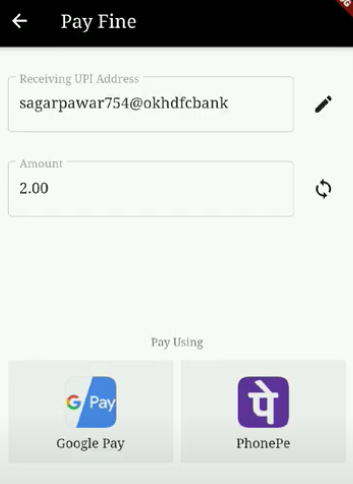 Pay Fine
Receiving UPI Address
sagarpawar754@okhdfcbank
Amount
2.00
Pay Using
G Pay
पे
Google Pay
PhonePe